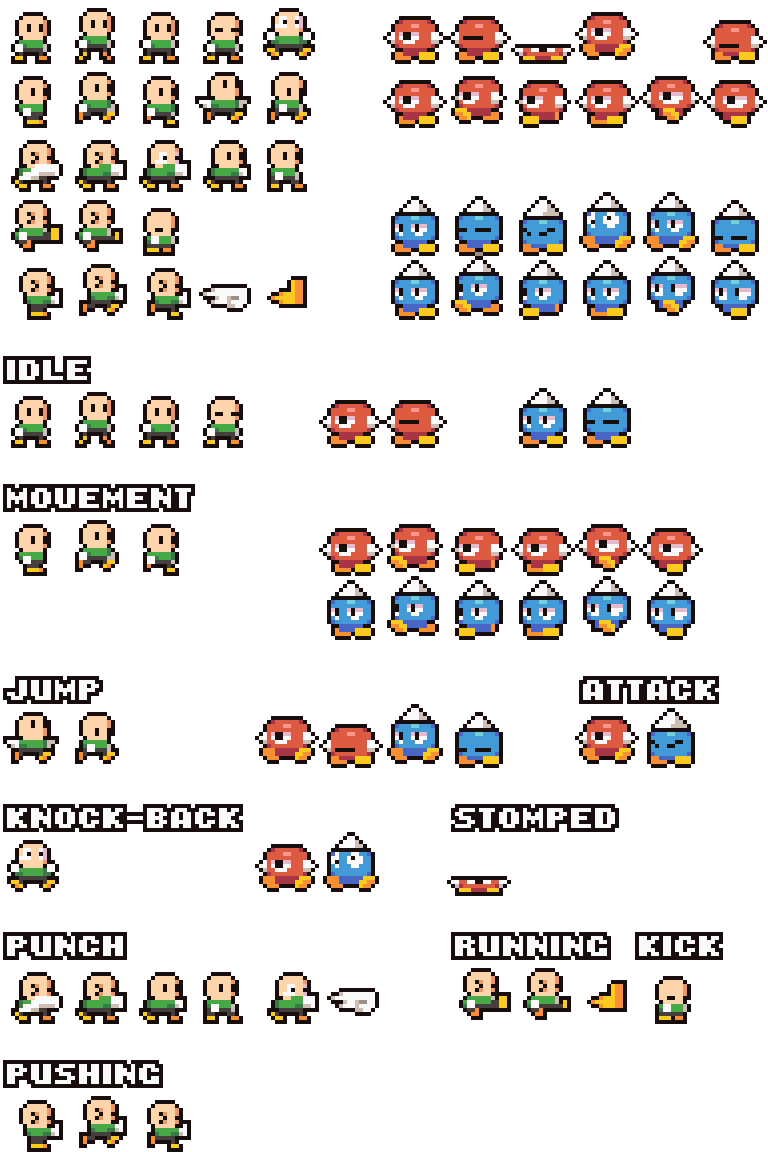 IDLE
MOVEMENT
JUMP
ATTACK
KNOCK-BACK
STOMPED
PUNCH
RUNNING KICK
PUSHING